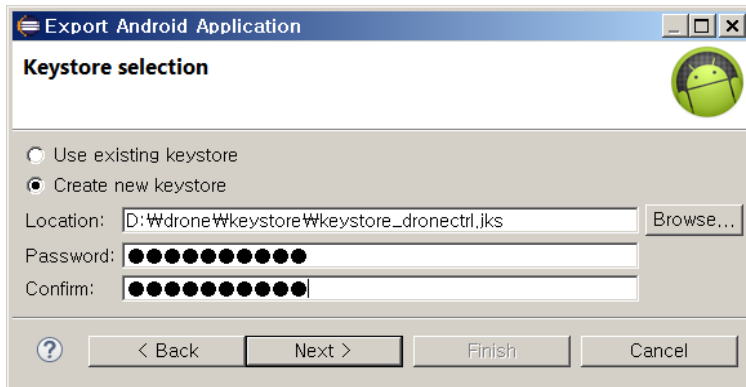 Export Android Application
Keystore selection
Use existing keystore
Create new keystore
Location: D:₩drone₩keystore₩keystore_dronectrl.jks Browse...
Password: ●●●●●●●●●●
Confirm: ●●●●●●●●●●
? < Back Next > Finish Cancel